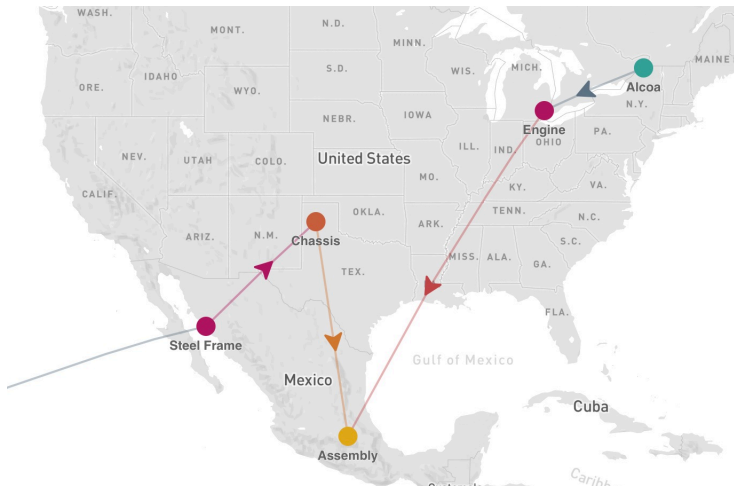 WASH.
N.D.
MONT.
MINN.
MAINE
S.D.
WIS.
MICH.
IDAHO
ORE.
WYO.
Alcoa
N.Y.
NEBR.
IOWA
Engine
PA.
ILL.
IND.
OHIO
NEV.
UTAH
COLO.
United States
MO.
KY.
VA.
CALIF.
OKLA.
TENN.
N.C.
ARIZ.
N.M.
Chassis
ARK.
S.C.
MISS.
ALA.
GA.
TEX.
FLA.
Steel Frame
Gulf of Mexico
Mexico
Cuba
Assembly